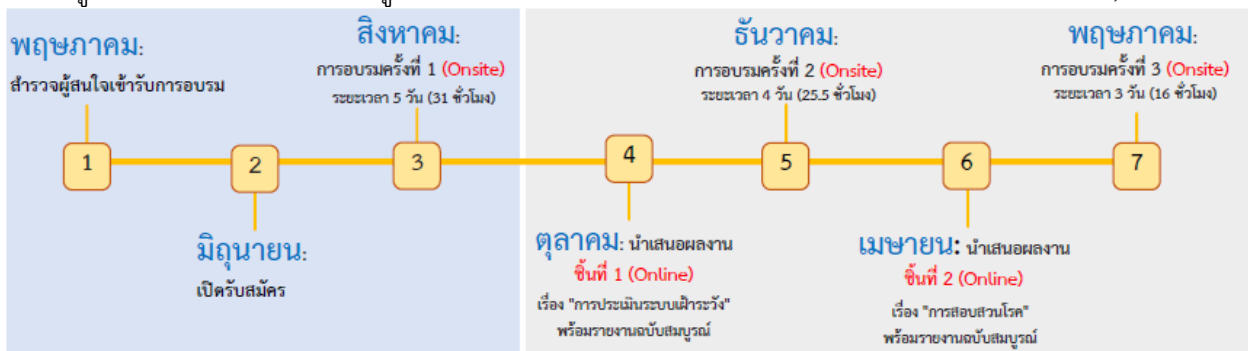 พฤษภาคม:
สำรวจผู้สนใจเข้ารับการอบรม
สิงหาคม:
การอบรมครั้งที่ 1 (Onsite)
ระยะเวลา 5 วัน (31 ชั่วโมง)
ธันวาคม:
การอบรมครั้งที่ 2 (Onsite)
ระยะเวลา 4 วัน (25.5 ชั่วโมง)
พฤษภาคม:
การอบรมครั้งที่ 3 (Onsite)
ระยะเวลา 3 วัน (16 ชั่วโมง)
1
2
3
4
5
6
7
มิถุนายน:
เปิดรับสมัคร
ตุลาคม: นำเสนอผลงาน
ชิ้นที่ 1 (Online)
เรื่อง "การประเมินระบบเฝ้าระวัง"
พร้อมรายงานฉบับสมบูรณ์
เมษายน: นำเสนอผลงาน
ชิ้นที่ 2 (Online)
เรื่อง "การสอบสวนโรค"
พร้อมรายงานฉบับสมบูรณ์